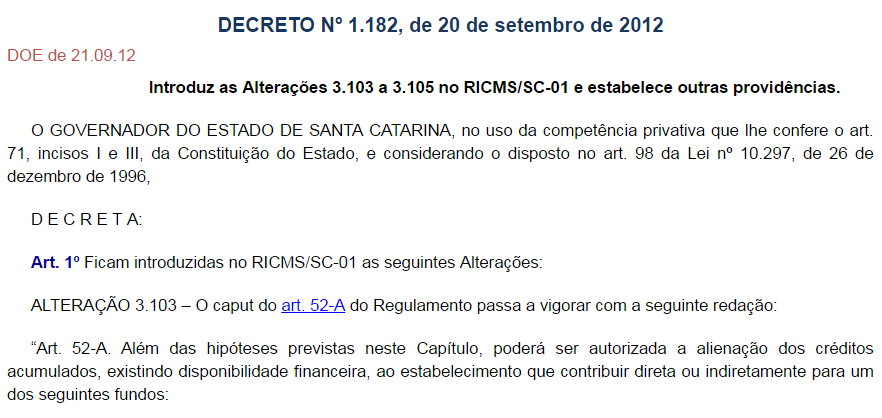 DECRETO Nº 1.182, de 20 de setembro de 2012
DOE de 21.09.12
Introduz as Alterações 3.103 a 3.105 no RICMS/SC-01 e estabelece outras providências.
O GOVERNADOR DO ESTADO DE SANTA CATARINA, no uso da competência privativa que lhe confere o art.
71, incisos I e III, da Constituição do Estado, e considerando o disposto no art. 98 da Lei nº 10.297, de 26 de
dezembro de 1996,
D E C R E T A:
Art. 1º Ficam introduzidas no RICMS/SC-01 as seguintes Alterações:
ALTERAÇÃO 3.103 – O caput do art. 52-A do Regulamento passa a vigorar com a seguinte redação:
“Art. 52-A. Além das hipóteses previstas neste Capítulo, poderá ser autorizada a alienação dos créditos
acumulados, existindo disponibilidade financeira, ao estabelecimento que contribuir direta ou indiretamente para um
dos seguintes fundos: